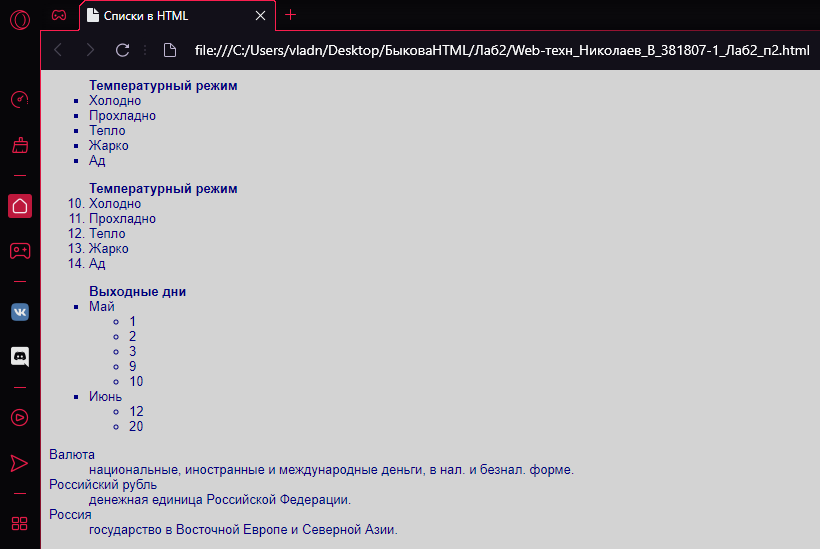 Списки в HTML
file:///C:/Users/vladn/Desktop/БыковаHTML/Лаб2/Web-техн_Николаев_В_381807-1_Лаб2_п2.html
Температурный режим
Холодно
Прохладно
Тепло
Жарко
Ад
Температурный режим
10. Холодно
11. Прохладно
12. Тепло
13. Жарко
14. Ад
Выходные дни
Май
1
2
3
9
10
Июнь
12
20
Валюта
национальные, иностранные и международные деньги, в нал. и безнал. форме.
Российский рубль
денежная единица Российской Федерации.
Россия
государство в Восточной Европе и Северной Азии.